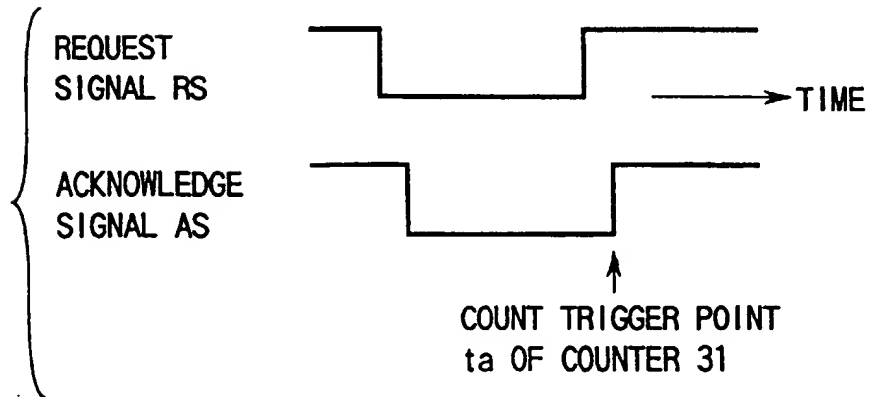 REQUEST
SIGNAL RS
TIME
ACKNOWLEDGE
SIGNAL AS
COUNT TRIGGER POINT
ta OF COUNTER 31